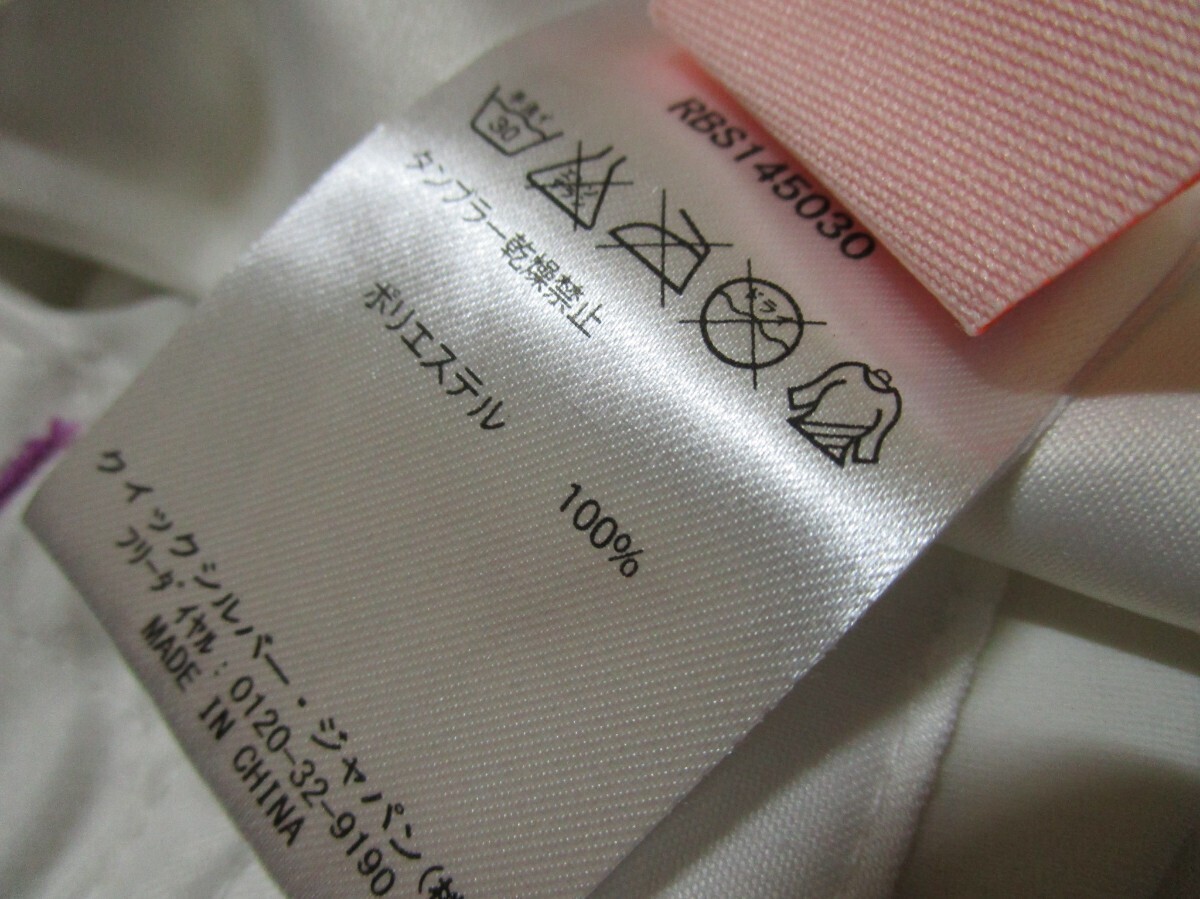 RBS145030
手洗イ
30
ドライ
タンブラー乾燥禁止
ポリエステル 100%
クイックシルバー・ジャパン(株
フリーダイヤル:0120-32-9190
MADE IN CHINA